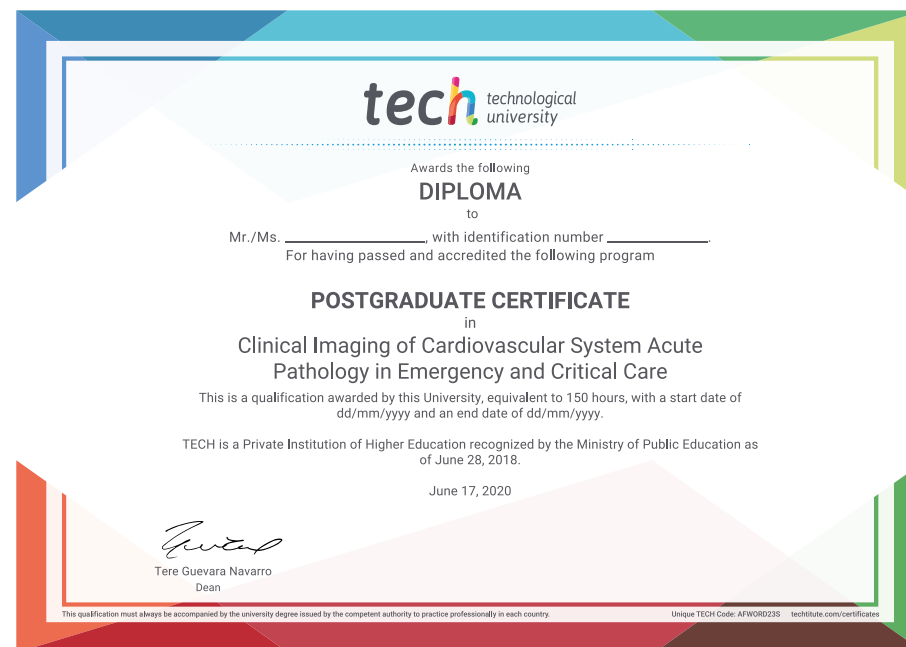 tech technological
university
Awards the following
DIPLOMA
to
Mr./Ms. ____________________, with identification number ______________.
For having passed and accredited the following program
POSTGRADUATE CERTIFICATE
in
Clinical Imaging of Cardiovascular System Acute
Pathology in Emergency and Critical Care
This is a qualification awarded by this University, equivalent to 150 hours, with a start date of
dd/mm/yyyy and an end date of dd/mm/yyyy.
TECH is a Private Institution of Higher Education recognized by the Ministry of Public Education as
of June 28, 2018.
June 17, 2020
Tere Guevara Navarro
Dean
This qualification must always be accompanied by the university degree issued by the competent authority to practice professionally in each country. Unique TECH Code: AFWORD23S techtitute.com/certificates